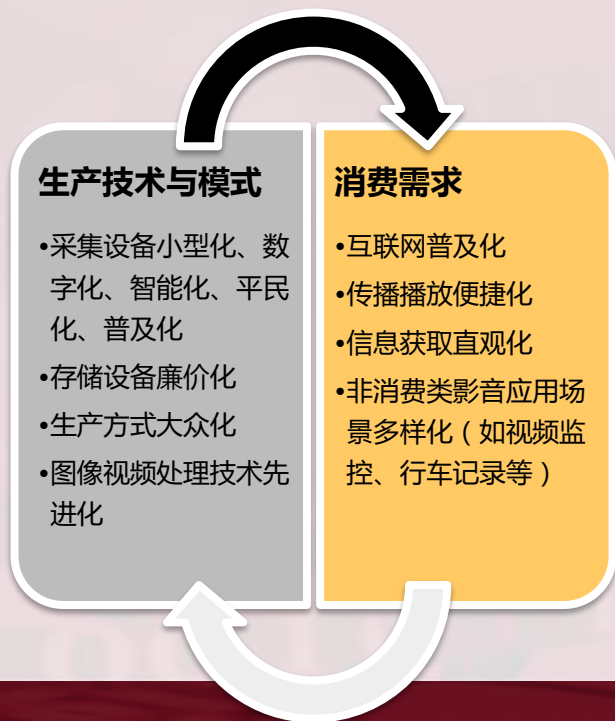 生产技术与模式
•采集设备小型化、数
字化、智能化、平民
化、普及化
•存储设备廉价化
•生产方式大众化
•图像视频处理技术先
进化
消费需求
•互联网普及化
•传播播放便捷化
•信息获取直观化
•非消费类影音应用场
景多样化（如视频监
控、行车记录等）